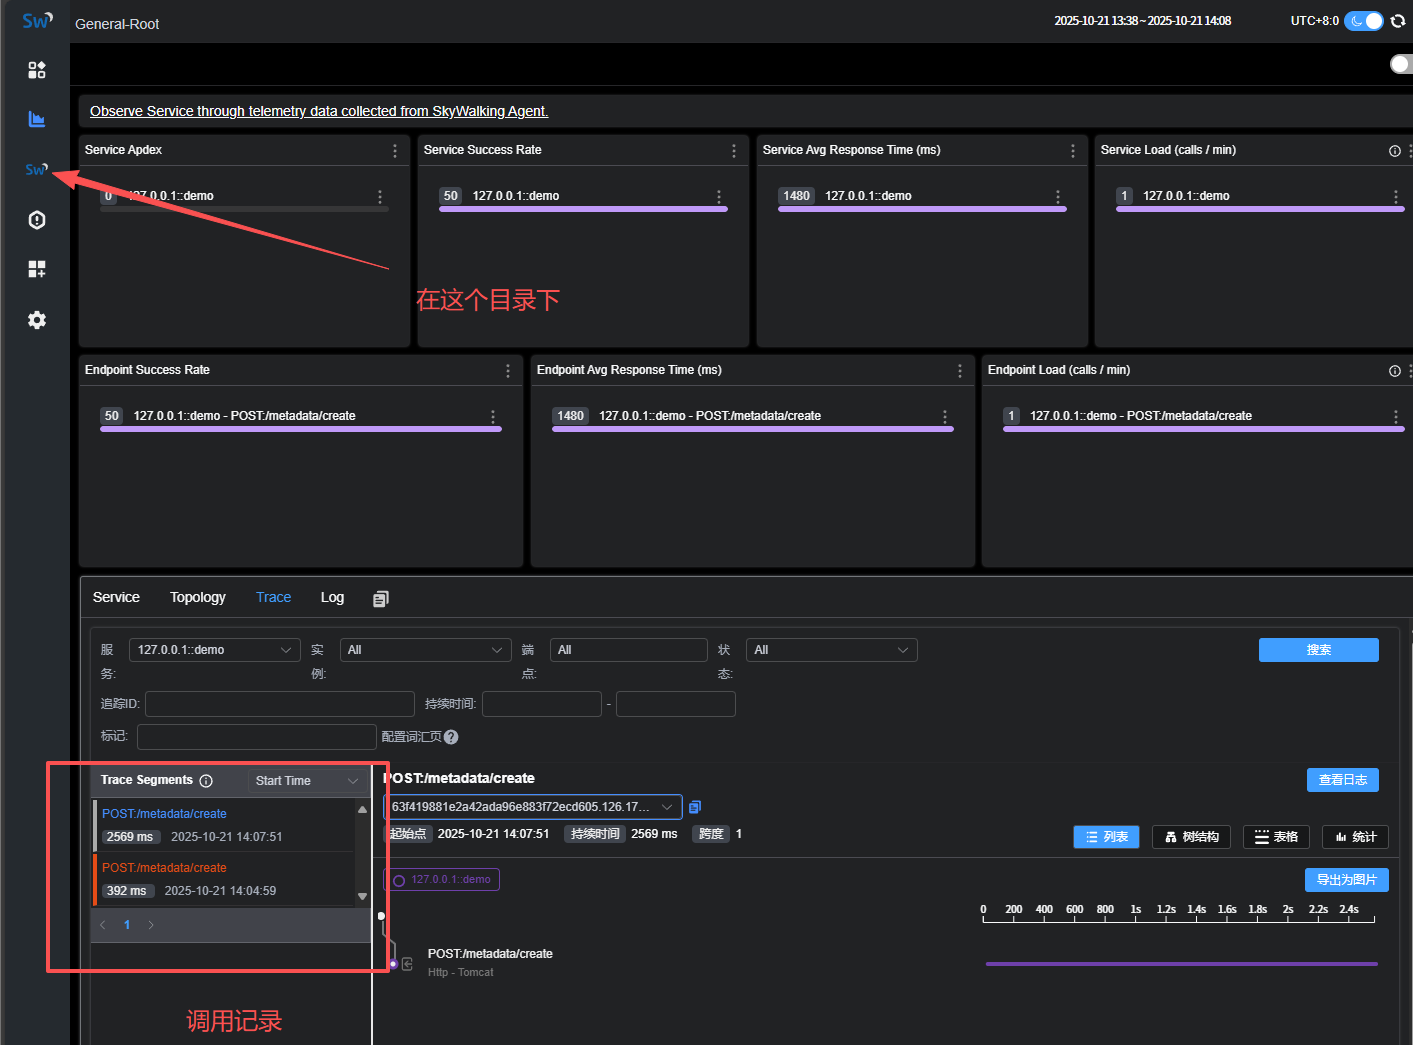 Sw
General-Root
2025-10-21 13:38 ~ 2025-10-21 14:08
UTC+8:0
Observe Service through telemetry data collected from SkyWalking Agent.
Sw
Service Apdex
0 127.0.0.1::demo
Service Success Rate
50 127.0.0.1::demo
Service Avg Response Time (ms)
1480 127.0.0.1::demo
Service Load (calls / min)
1 127.0.0.1::demo
在这个目录下
Endpoint Success Rate
50 127.0.0.1::demo - POST:/metadata/create
Endpoint Avg Response Time (ms)
1480 127.0.0.1::demo - POST:/metadata/create
Endpoint Load (calls / min)
1 127.0.0.1::demo - POST:/metadata/create
Service Topology Trace Log
服务: 127.0.0.1::demo 实例: All 端点: All 状态: All 搜索
追踪ID: 持续时间: -
标记: 配置词汇页
Trace Segments Start Time
POST:/metadata/create
2569 ms 2025-10-21 14:07:51
POST:/metadata/create
392 ms 2025-10-21 14:04:59
1
调用记录
POST:/metadata/create
查看日志
63f419881e2a42ada96e883f72ecd605.126.17...
起始点 2025-10-21 14:07:51 持续时间 2569 ms 跨度 1
列表 树结构 表格 统计
127.0.0.1::demo
导出为图片
0 200 400 600 800 1s 1.2s 1.4s 1.6s 1.8s 2s 2.2s 2.4s
POST:/metadata/create
Http - Tomcat